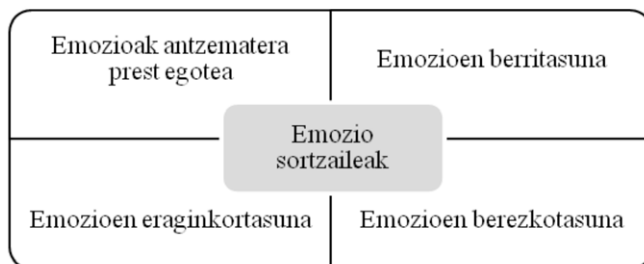 Emozioak antzematera
prest egotea
Emozioen berritasuna
Emozio
sortzaileak
Emozioen eraginkortasuna
Emozioen berezkotasuna